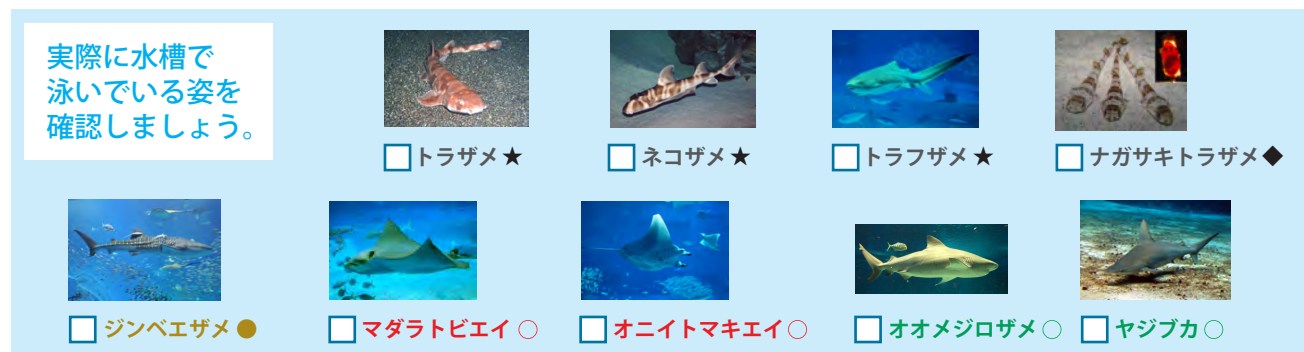 実際に水槽で
泳いでいる姿を
確認しましょう。
トラザメ★
ネコザメ★
トラフザメ★
ナガサキトラザメ◆
ジンベエザメ●
マダラトビエイ○
オニイトマキエイ○
オオメジロザメ○
ヤジブカ○